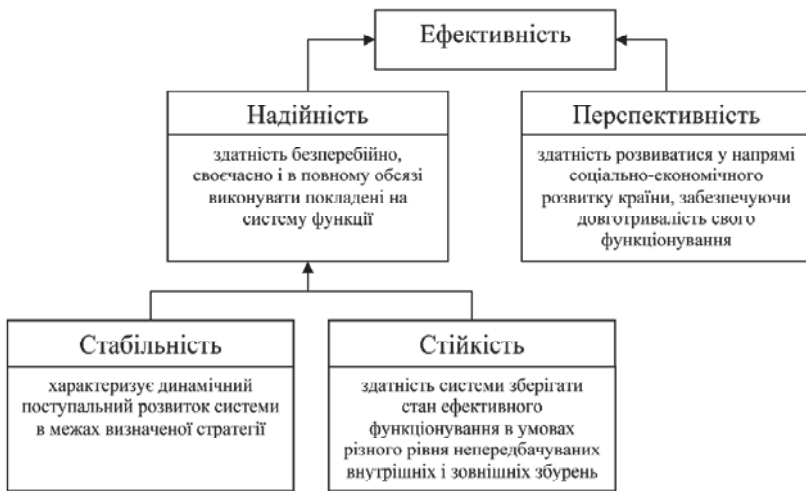 Ефективність
Надійність
здатність безперебійно,
своєчасно і в повному обсязі
виконувати покладені на
систему функції
Перспективність
здатність розвиватися у напрямі
соціально-економічного
розвитку країни, забезпечуючи
довготривалість свого
функціонування
Стабільність
характеризує динамічний
поступальний розвиток системи
в межах визначеної стратегії
Стійкість
здатність системи зберігати
стан ефективного
функціонування в умовах
різного рівня непередбачуваних
внутрішніх і зовнішніх збурень